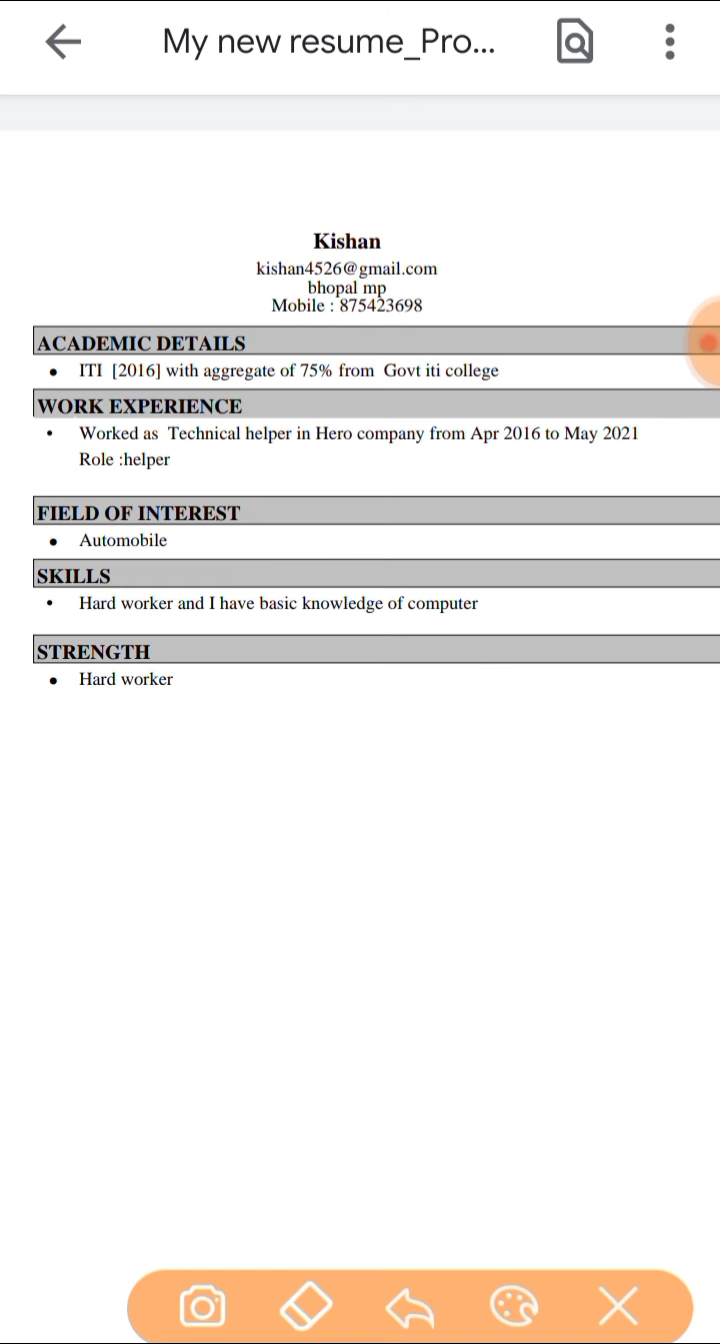 My new resume_Pro...
Kishan
kishan4526@gmail.com
bhopal mp
Mobile : 875423698
ACADEMIC DETAILS
● ITI [2016] with aggregate of 75% from Govt iti college
WORK EXPERIENCE
• Worked as Technical helper in Hero company from Apr 2016 to May 2021
Role :helper
FIELD OF INTEREST
● Automobile
SKILLS
• Hard worker and I have basic knowledge of computer
STRENGTH
● Hard worker